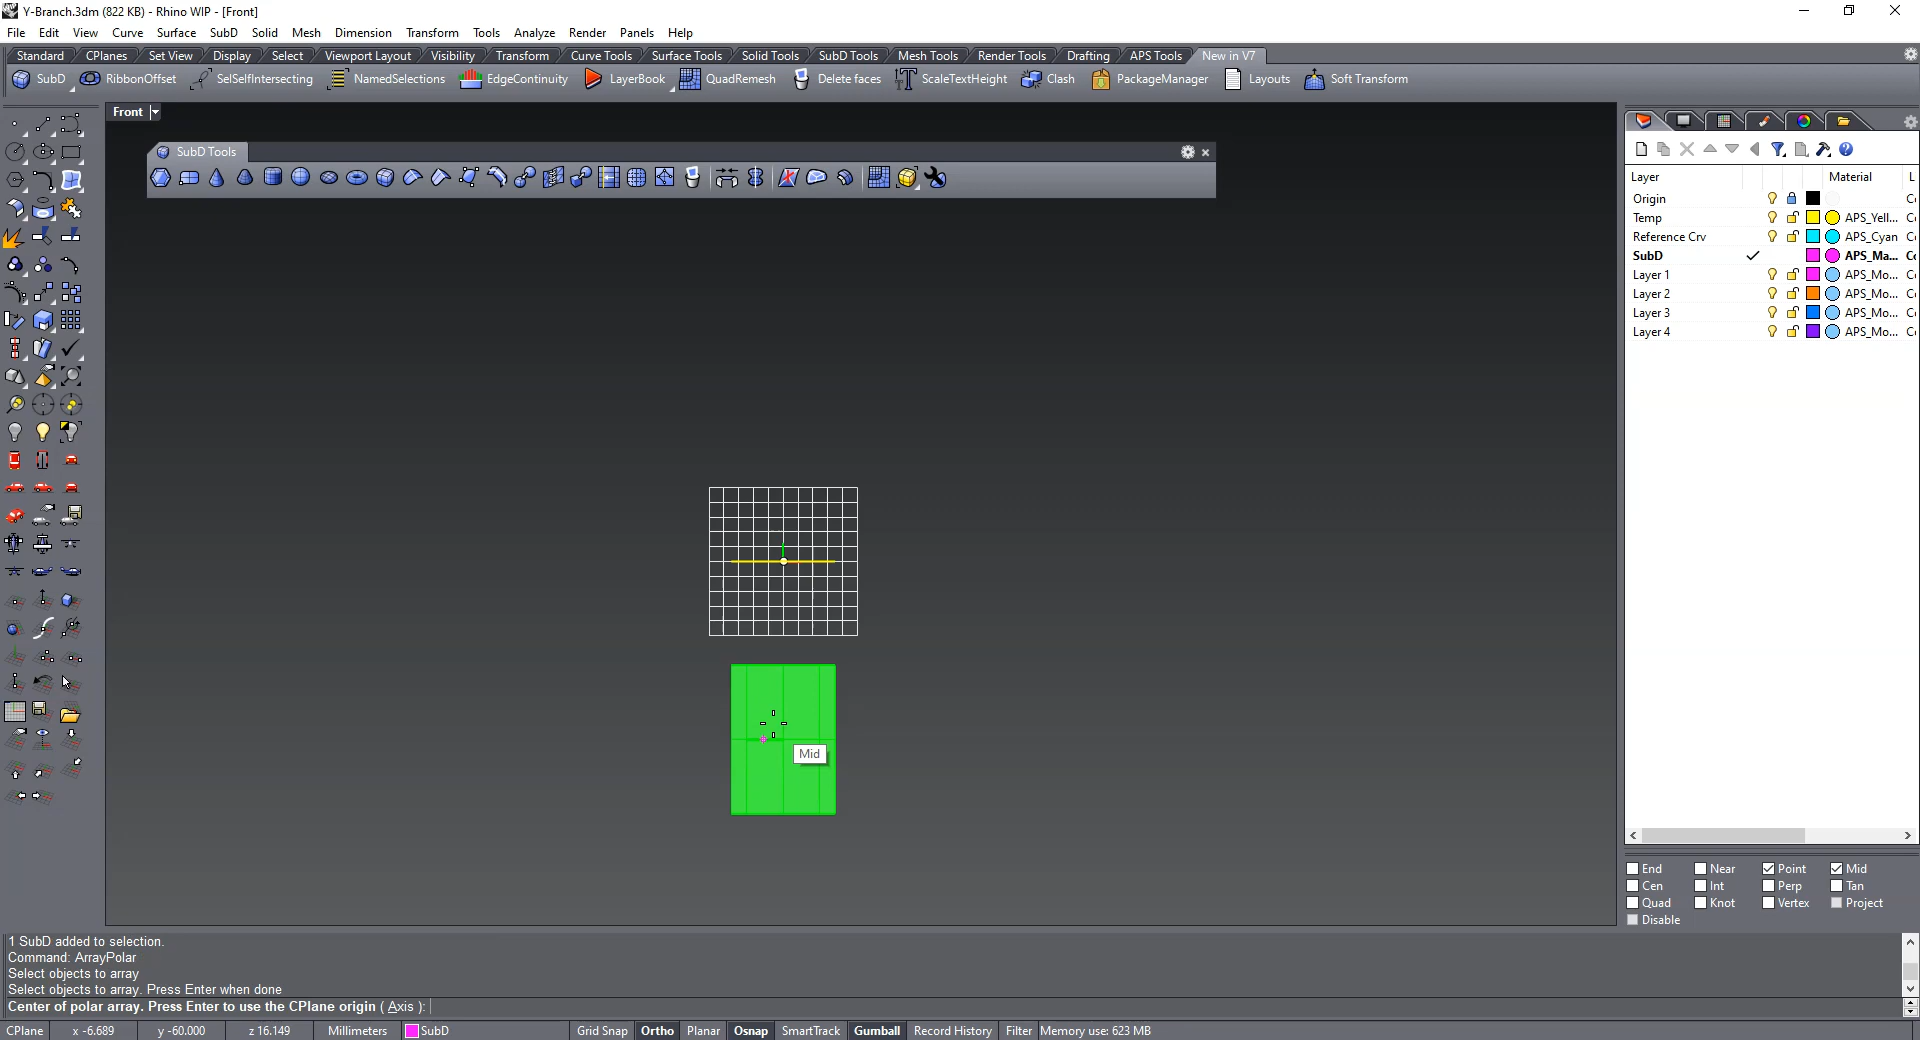 Y-Branch.3dm (822 KB) - Rhino WIP - [Front]
File Edit View Curve Surface SubD Solid Mesh Dimension Transform Tools Analyze Render Panels Help
Standard CPlanes Set View Display Select Viewport Layout Visibility Transform Curve Tools Surface Tools Solid Tools SubD Tools Mesh Tools Render Tools Drafting APS Tools New in V7
SubD RibbonOffset SelSelfIntersecting NamedSelections EdgeContinuity LayerBook QuadRemesh Delete faces ScaleTextHeight Clash PackageManager Layouts Soft Transform
Front
SubD Tools
Mid
Layer Material L
Origin
Temp APS_Yell... Co
Reference Crv APS_Cyan Co
SubD APS_Ma... Co
Layer 1 APS_Mo... Co
Layer 2 APS_Mo... Co
Layer 3 APS_Mo... Co
Layer 4 APS_Mo... Co
End Near Point Mid
Cen Int Perp Tan
Quad Knot Vertex Project
Disable
1 SubD added to selection.
Command: ArrayPolar
Select objects to array
Select objects to array. Press Enter when done
Center of polar array. Press Enter to use the CPlane origin ( Axis ):
CPlane x -6.689 y -60.000 z 16.149 Millimeters SubD Grid Snap Ortho Planar Osnap SmartTrack Gumball Record History Filter Memory use: 623 MB